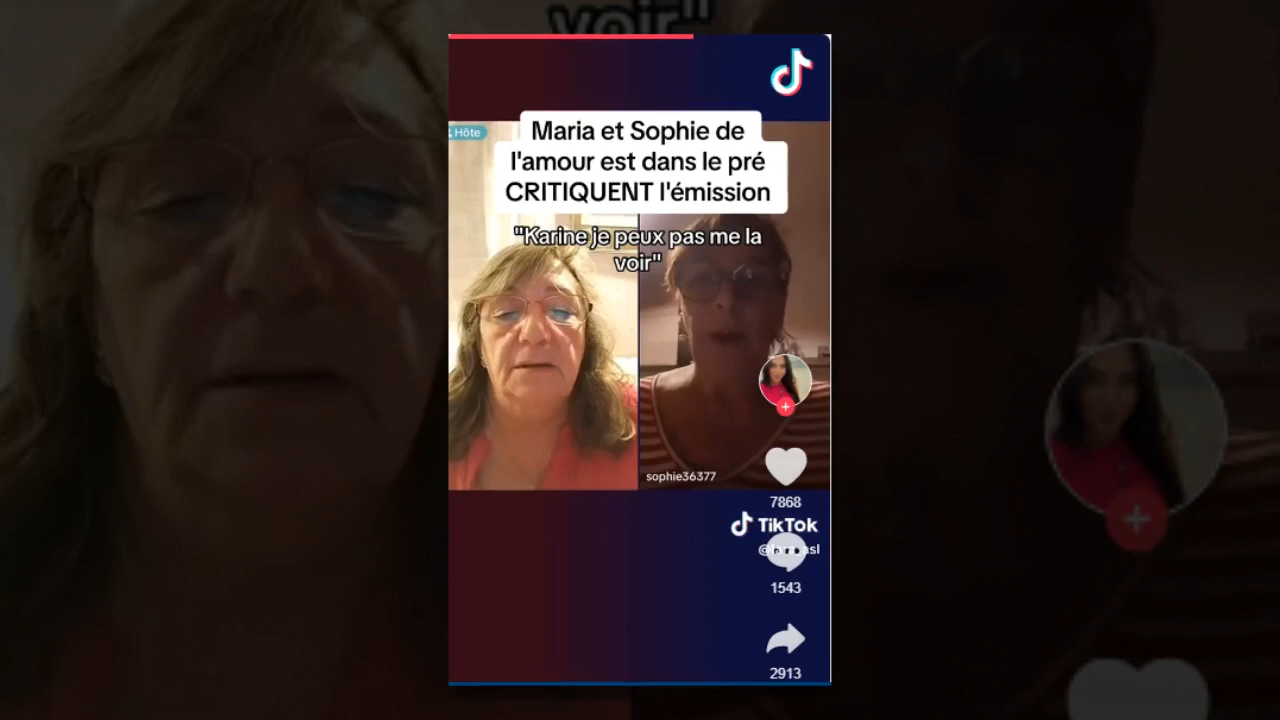 voir"
Hôte
Maria et Sophie de
l'amour est dans le pré
CRITIQUENT l'émission
"Karine je peux pas me la
voir"
sophie36377
7868
TikTok
1543
2913